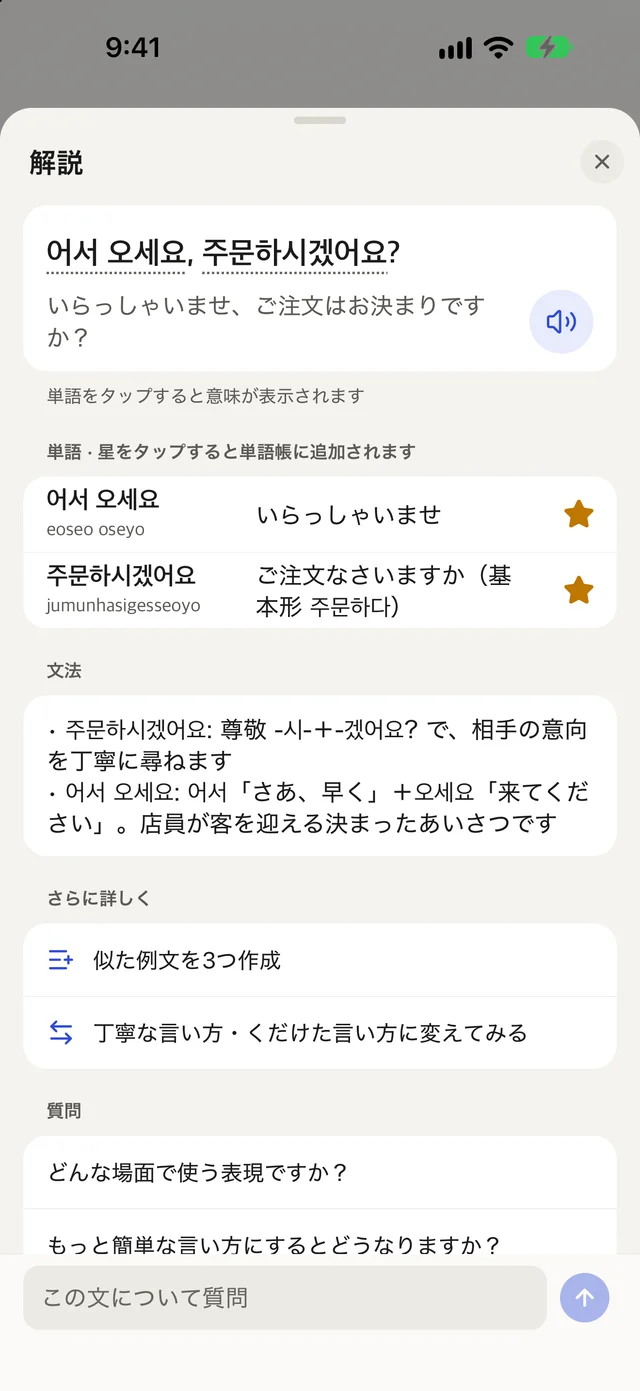 9:41
解説
어서 오세요, 주문하시겠어요?
いらっしゃいませ、ご注文はお決まりです
か？
単語をタップすると意味が表示されます
単語・星をタップすると単語帳に追加されます
어서 오세요
eoseo oseyo
いらっしゃいませ
주문하시겠어요
jumunhasigesseoyo
ご注文なさいますか（基
本形 주문하다）
文法
・주문하시겠어요: 尊敬 -시-＋-겠어요? で、相手の意向
を丁寧に尋ねます
・어서 오세요: 어서「さあ、早く」＋오세요「来てくだ
さい」。店員が客を迎える決まったあいさつです
さらに詳しく
似た例文を3つ作成
丁寧な言い方・くだけた言い方に変えてみる
質問
どんな場面で使う表現ですか？
もっと簡単な言い方にするとどうなりますか？
この文について質問